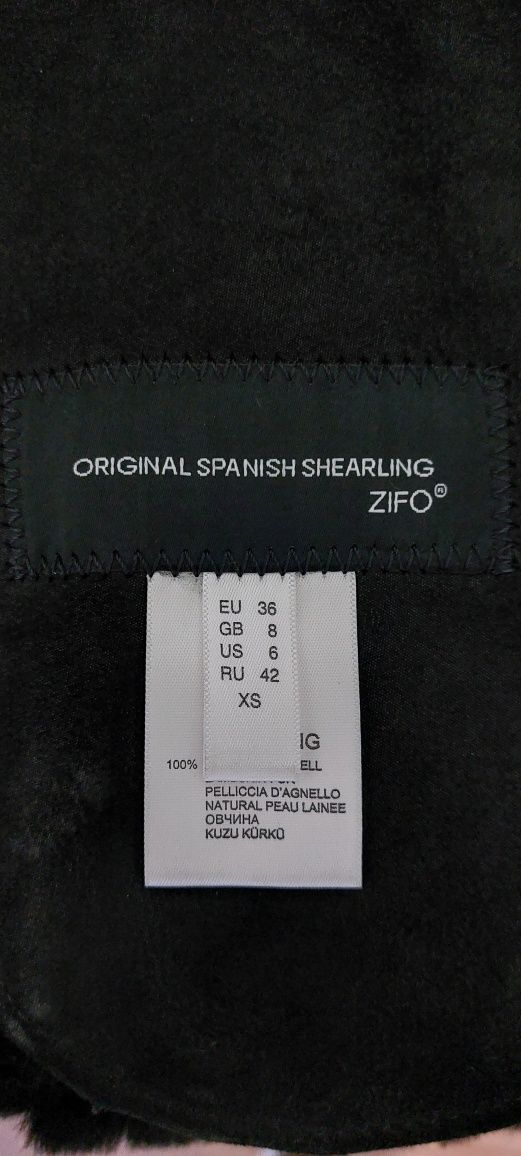 ORIGINAL SPANISH SHEARLING
ZIFO®
EU 36
GB 8
US 6
RU 42
XS
100%
PELLICCIA D'AGNELLO
NATURAL PEAU LAINEE
ОВЧИНА
KUZU KÜRKÜ